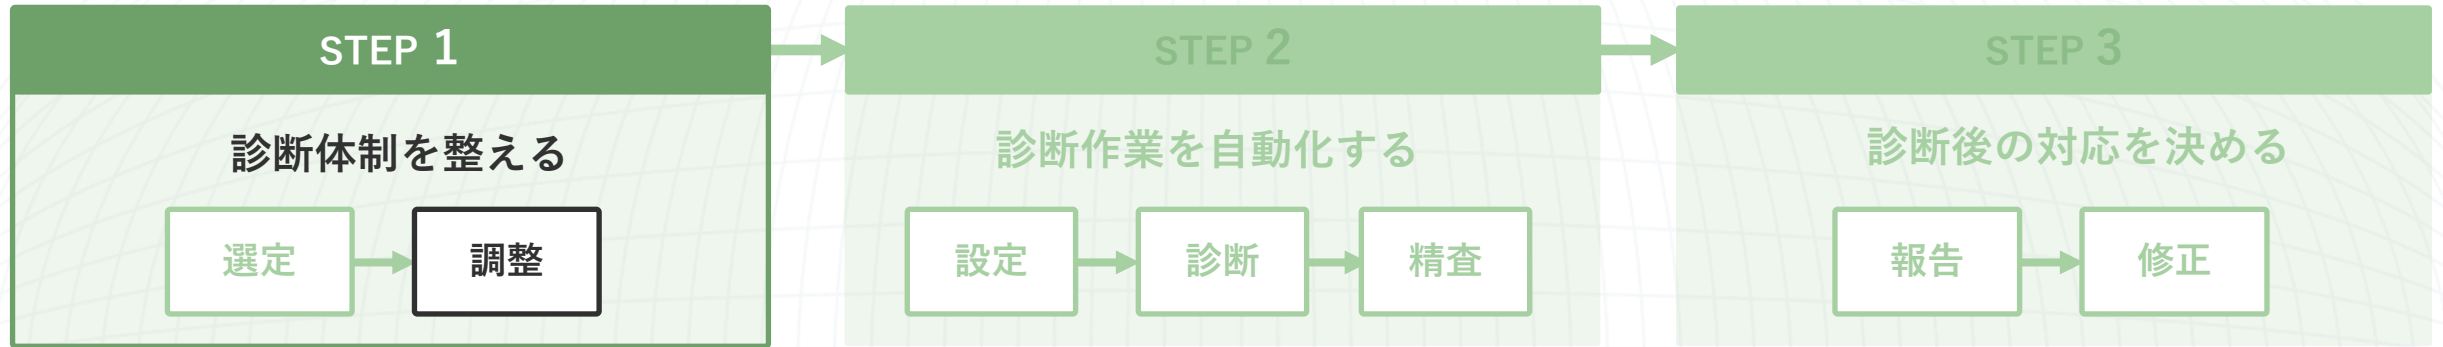 STEP 1
診断体制を整える
選定
調整
STEP 2
診断作業を自動化する
設定
診断
精査
STEP 3
診断後の対応を決める
報告
修正